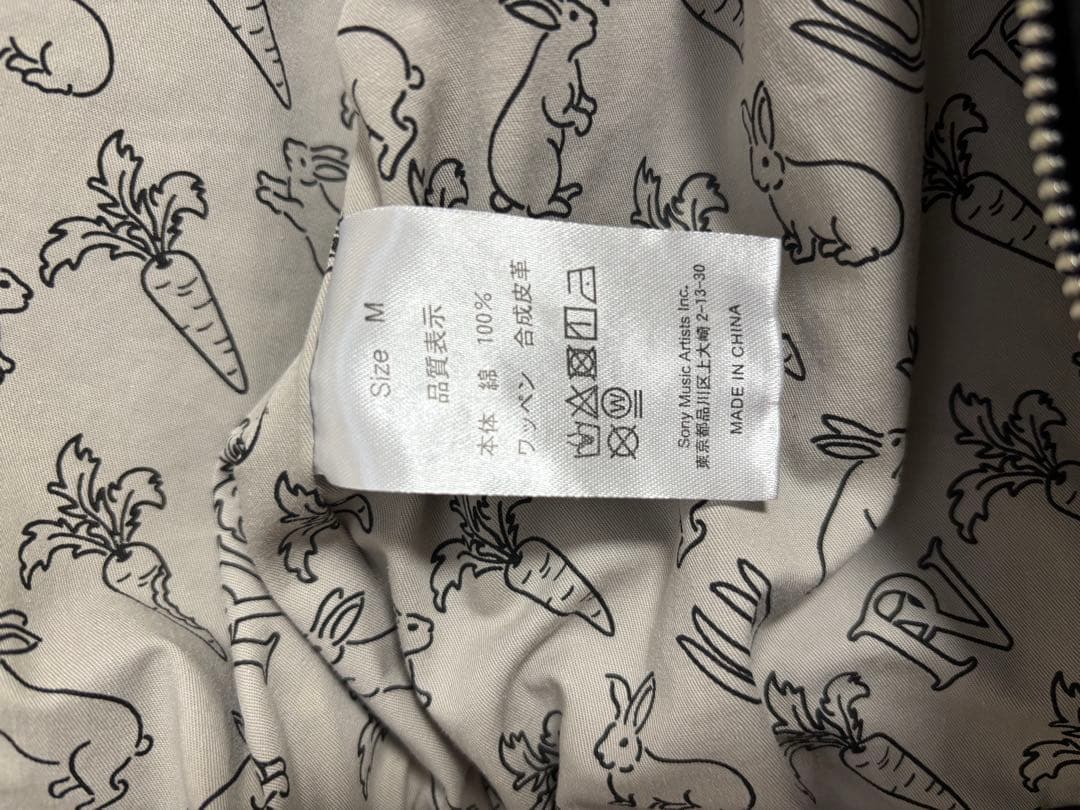 Size M
品質表示
本体 綿 100%
ワッペン 合成皮革
W
Sony Music Artists Inc.
東京都品川区上大崎 2-13-30
MADE IN CHINA